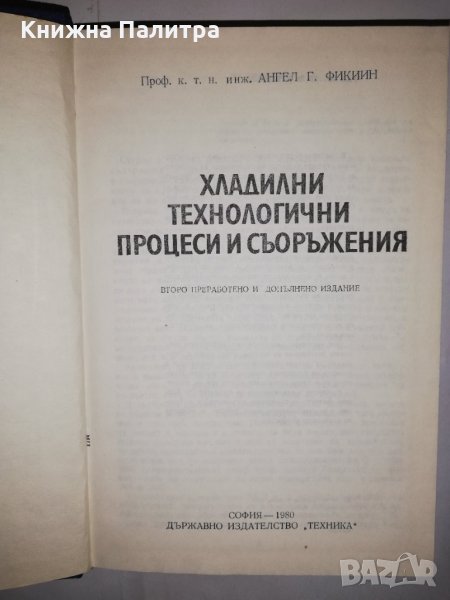 Книжна Палитра
Проф. к. т. н. инж. АНГЕЛ Г. ФИКИИН
ХЛАДИЛНИ
ТЕХНОЛОГИЧНИ
ПРОЦЕСИ И СЪОРЪЖЕНИЯ
ВТОРО ПРЕРАБОТЕНО И ДОПЪЛНЕНО ИЗДАНИЕ
СОФИЯ — 1980
ДЪРЖАВНО ИЗДАТЕЛСТВО „ТЕХНИКА“
BAZAR